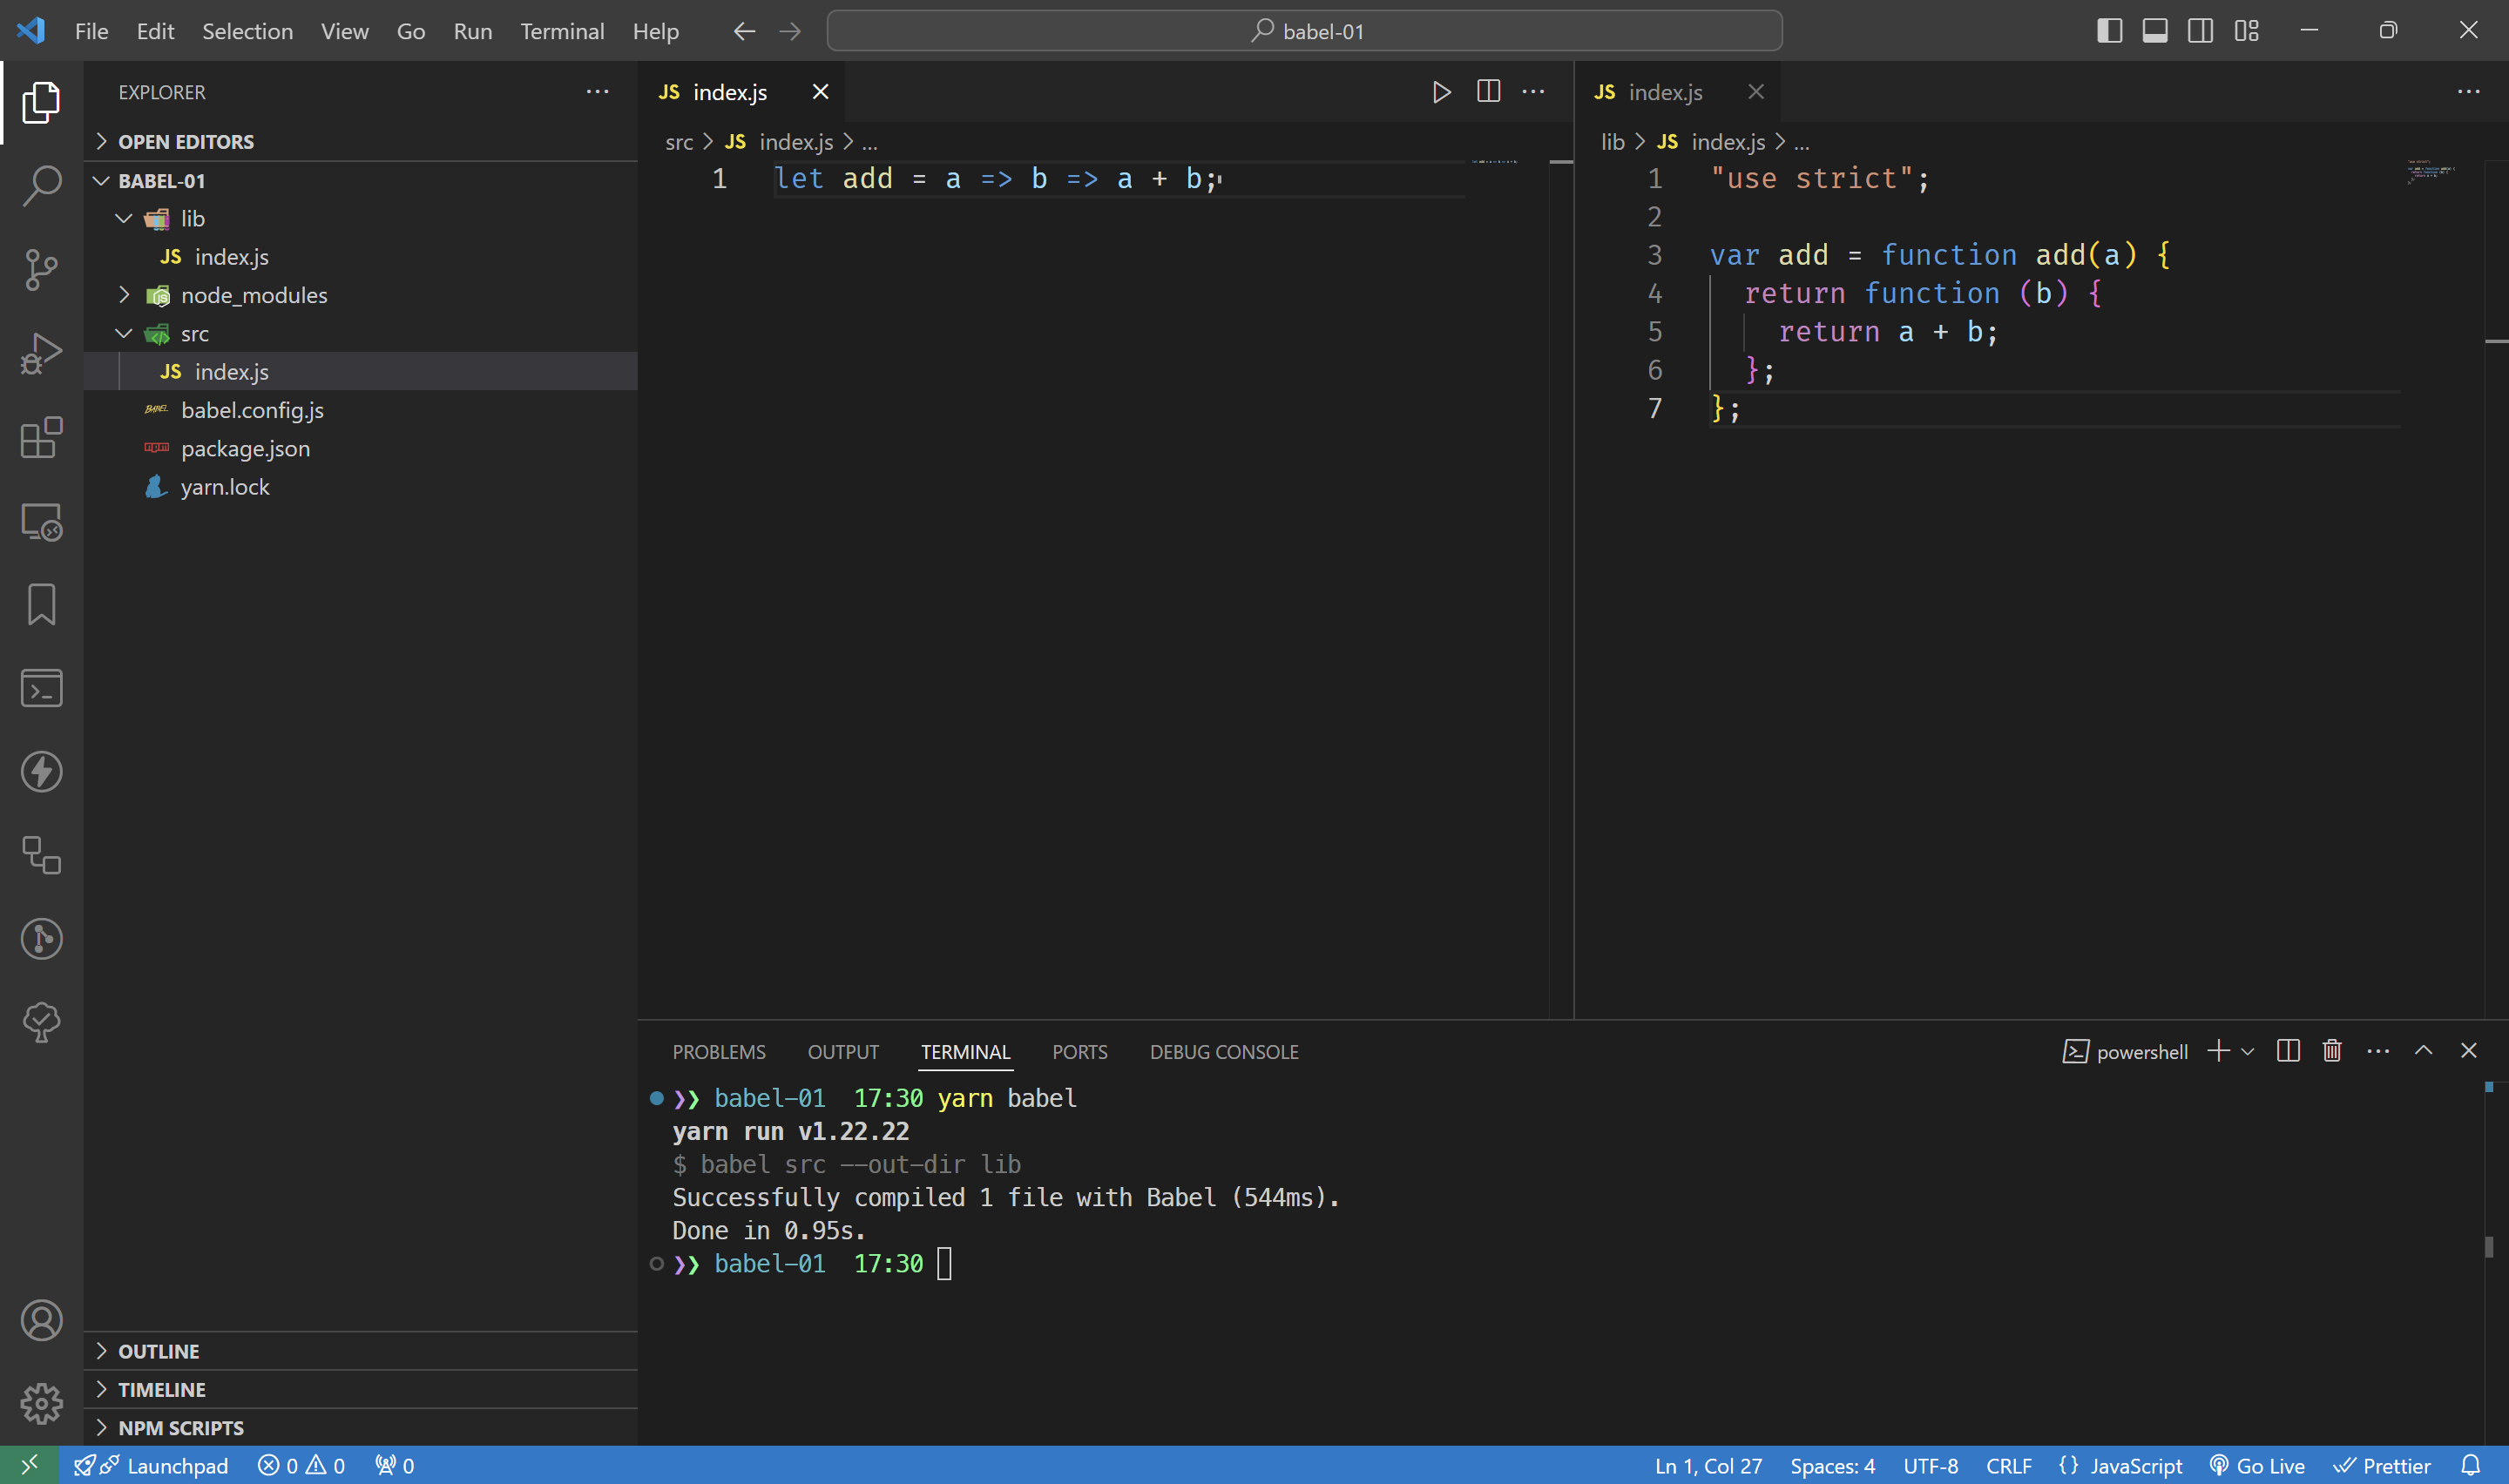 File Edit Selection View Go Run Terminal Help babel-01
EXPLORER
OPEN EDITORS
BABEL-01
lib
JS index.js
node_modules
src
JS index.js
BABEL babel.config.js
npm package.json
yarn.lock
OUTLINE
TIMELINE
NPM SCRIPTS
JS index.js
src > JS index.js > ...
1 let add = a => b => a + b;
JS index.js
lib > JS index.js > ...
1 "use strict";
2
3 var add = function add(a) {
4 return function (b) {
5 return a + b;
6 };
7 };
PROBLEMS OUTPUT TERMINAL PORTS DEBUG CONSOLE powershell
❯❯ babel-01 17:30 yarn babel
yarn run v1.22.22
$ babel src --out-dir lib
Successfully compiled 1 file with Babel (544ms).
Done in 0.95s.
❯❯ babel-01 17:30
Launchpad 0 0 0 Ln 1, Col 27 Spaces: 4 UTF-8 CRLF {} JavaScript Go Live Prettier